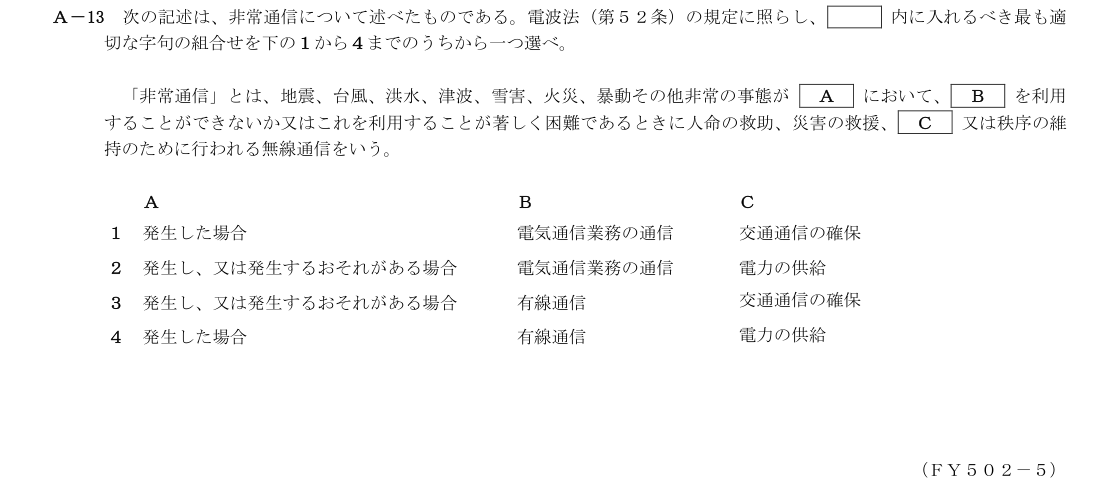 Ａ－13　次の記述は、非常通信について述べたものである。電波法（第５２条）の規定に照らし、　　　内に入れるべき最も適
切な字句の組合せを下の１から４までのうちから一つ選べ。
「非常通信」とは、地震、台風、洪水、津波、雪害、火災、暴動その他非常の事態が　Ａ　において、　Ｂ　を利用
することができないか又はこれを利用することが著しく困難であるときに人命の救助、災害の救援、　Ｃ　又は秩序の維
持のために行われる無線通信をいう。
Ａ　Ｂ　Ｃ
１　発生した場合　電気通信業務の通信　交通通信の確保
２　発生し、又は発生するおそれがある場合　電気通信業務の通信　電力の供給
３　発生し、又は発生するおそれがある場合　有線通信　交通通信の確保
４　発生した場合　有線通信　電力の供給
（ＦＹ５０２－５）